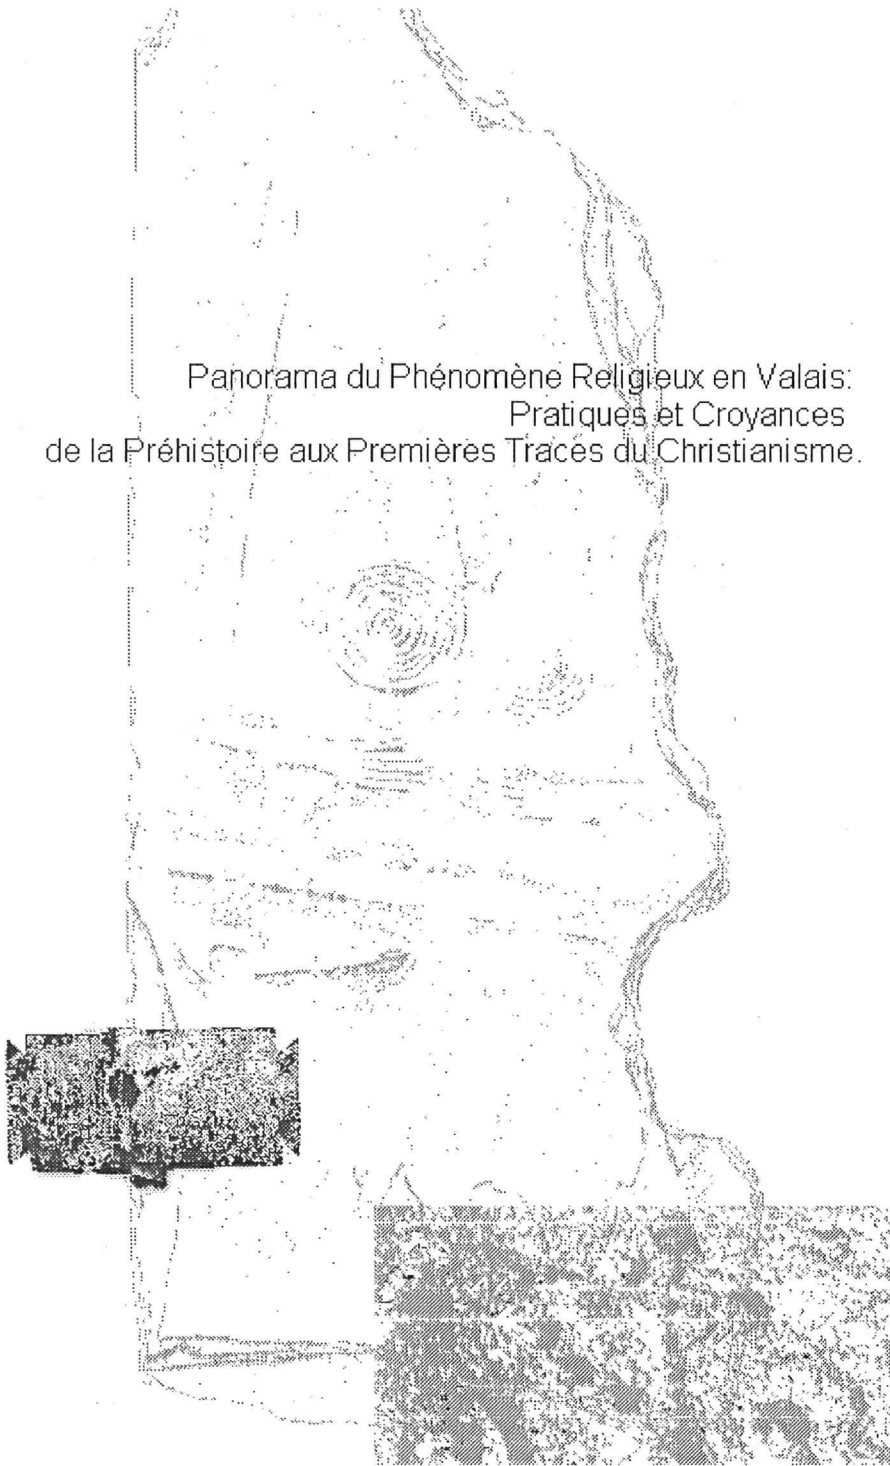 Panorama du Phénomène Religieux en Valais:
Pratiques et Croyances
de la Préhistoire aux Premières Traces du Christianisme.